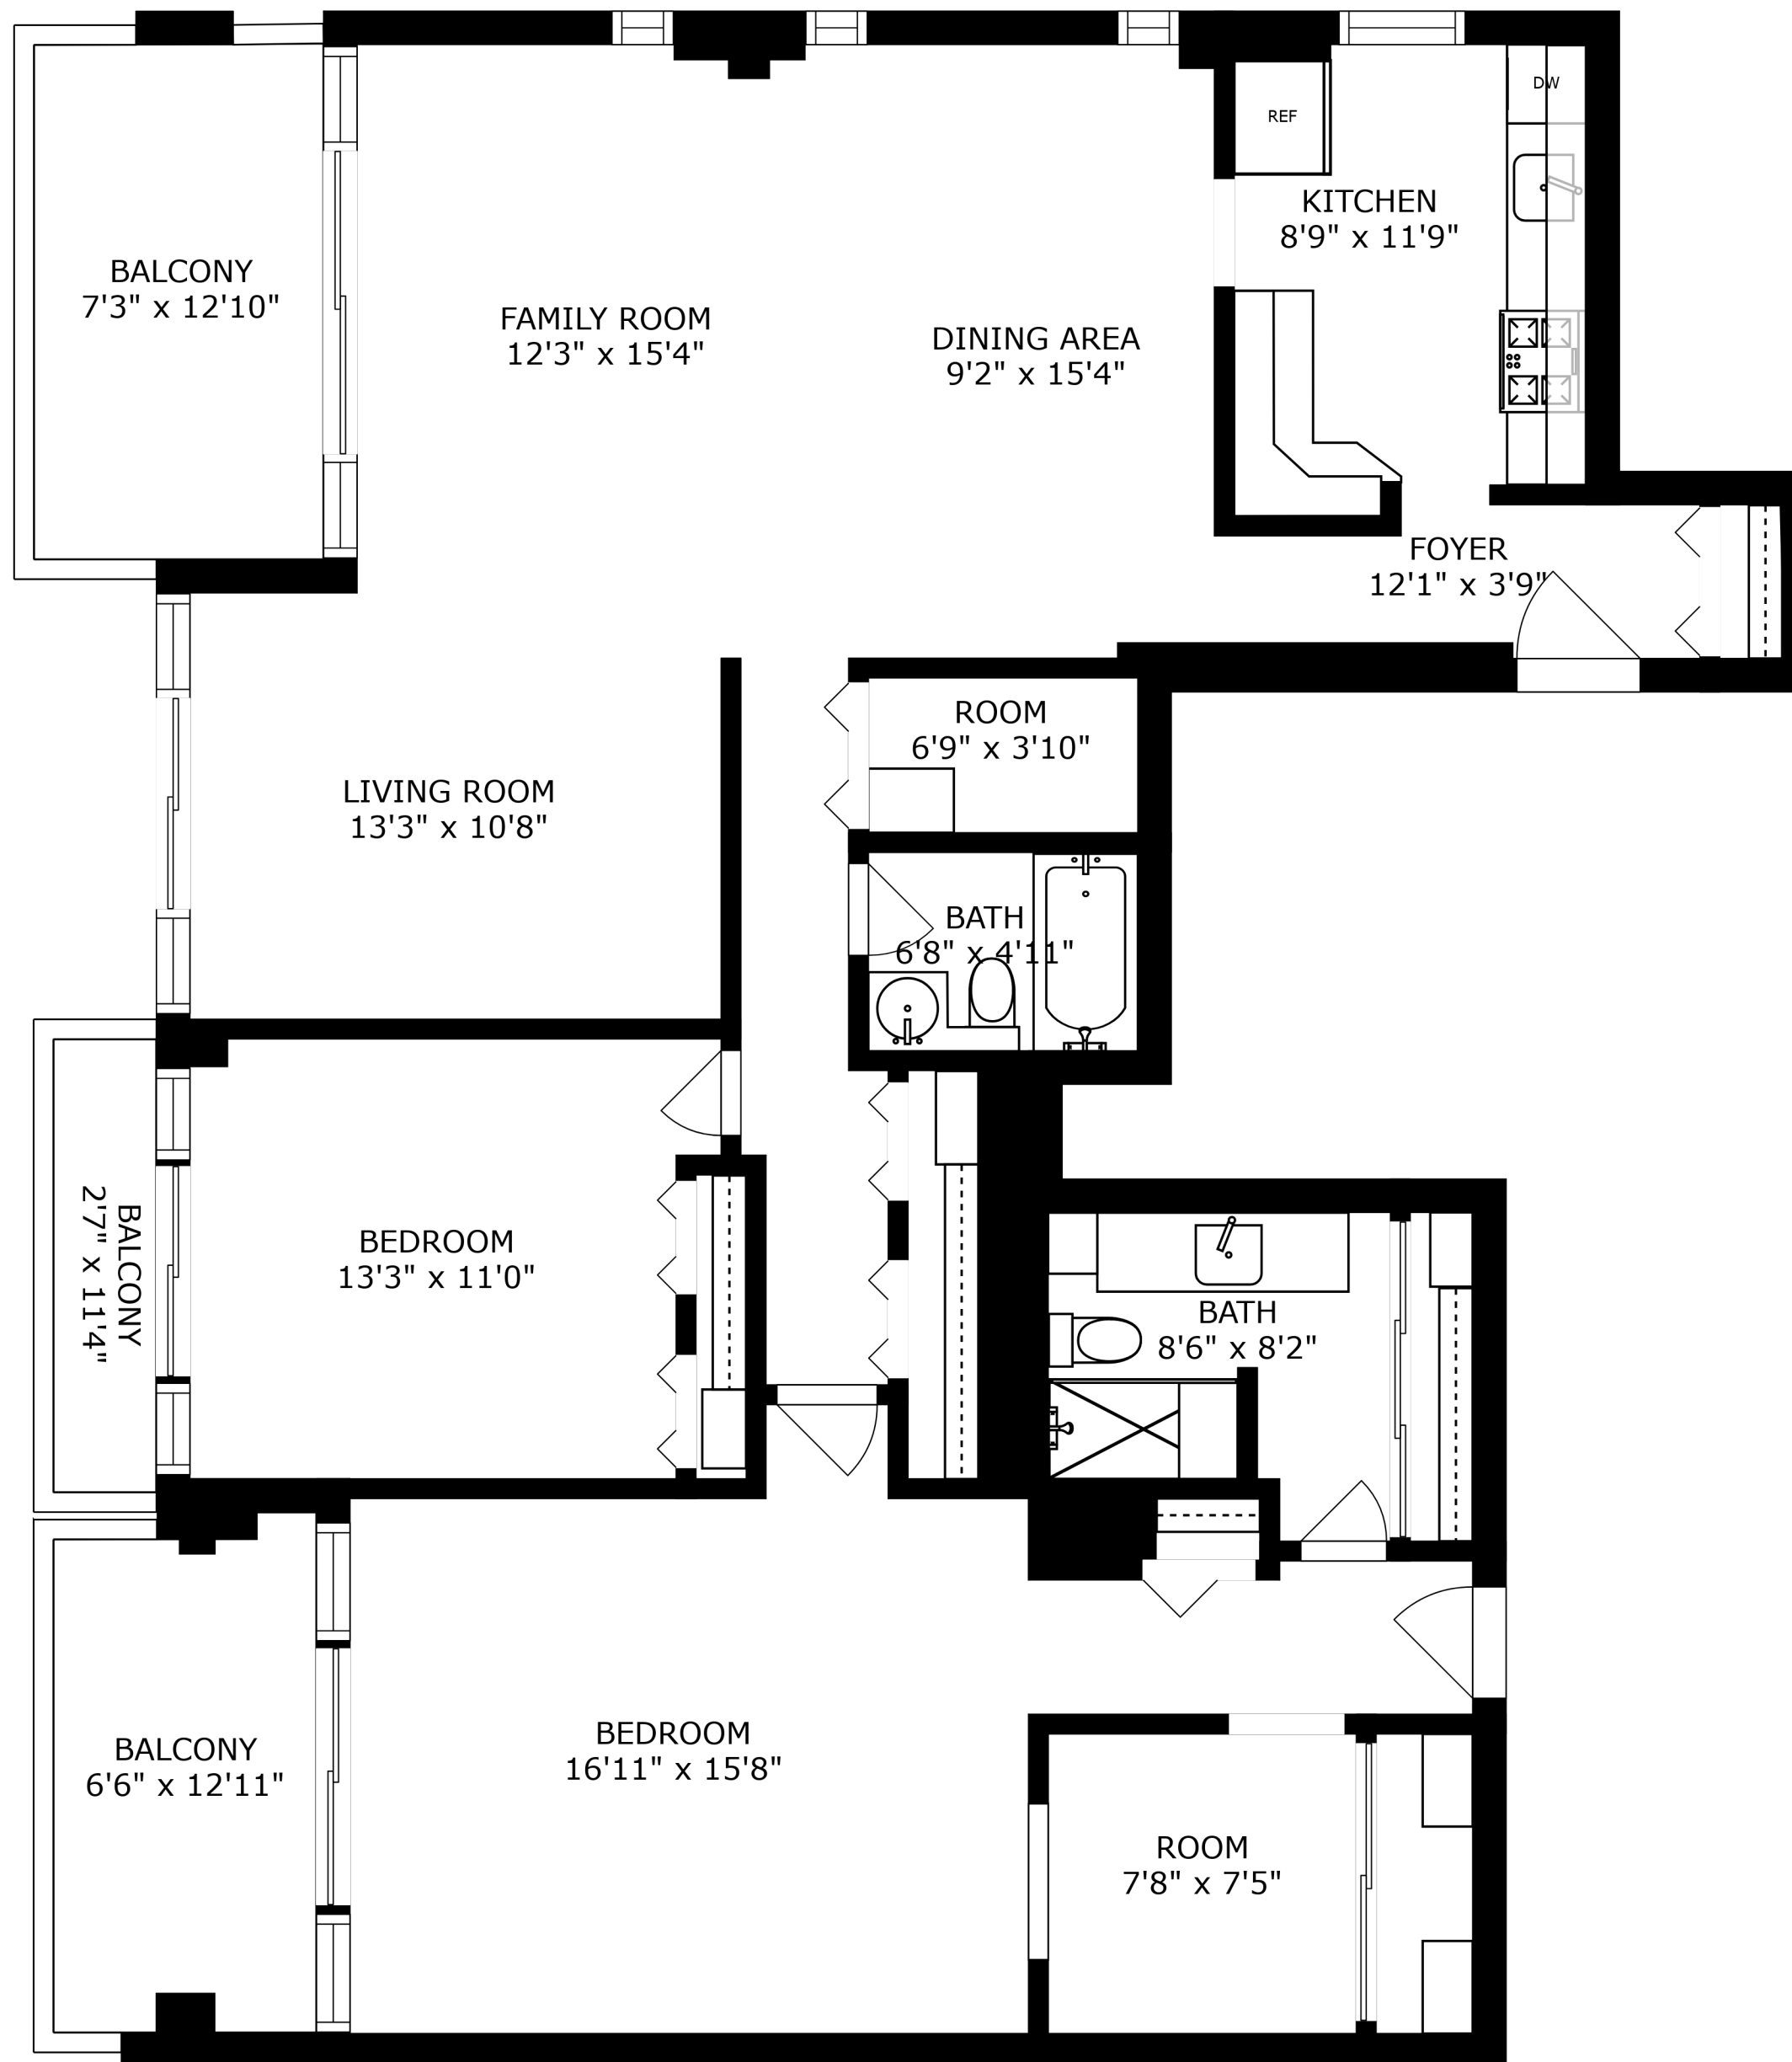 DW
REF
KITCHEN
8'9" x 11'9"
BALCONY
7'3" x 12'10"
FAMILY ROOM
12'3" x 15'4"
DINING AREA
9'2" x 15'4"
FOYER
12'1" x 3'9"
ROOM
6'9" x 3'10"
LIVING ROOM
13'3" x 10'8"
BATH
6'8" x 4'11"
BALCONY
2'7" x 11'4"
BEDROOM
13'3" x 11'0"
BATH
8'6" x 8'2"
BALCONY
6'6" x 12'11"
BEDROOM
16'11" x 15'8"
ROOM
7'8" x 7'5"